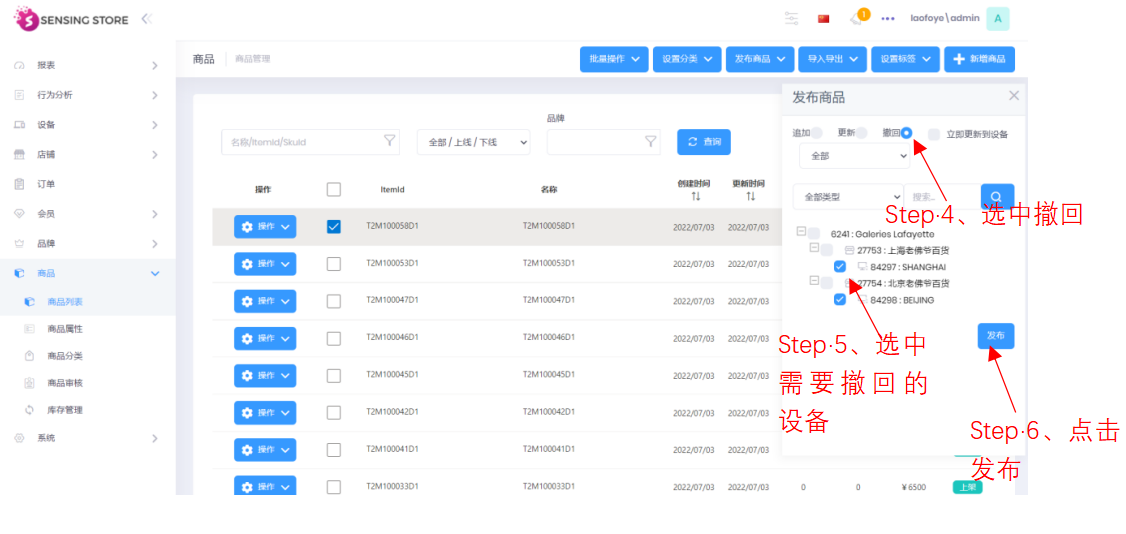 SENSING STORE
1
laofoye\admin
A
报表
行为分析
设备
店铺
订单
会员
品牌
商品
商品列表
商品属性
商品分类
商品审核
库存管理
系统
商品
商品管理
批量操作
设置分类
发布商品
导入导出
设置标签
新增商品
品牌
名称/ItemId/SkuId
全部 / 上线 / 下线
查询
操作
ItemId
名称
创建时间
更新时间
操作 T2M100058D1 T2M100058D1 2022/07/03 2022/07/03
操作 T2M100053D1 T2M100053D1 2022/07/03 2022/07/03
操作 T2M100047D1 T2M100047D1 2022/07/03 2022/07/03
操作 T2M100046D1 T2M100046D1 2022/07/03 2022/07/03
操作 T2M100045D1 T2M100045D1 2022/07/03 2022/07/03
操作 T2M100042D1 T2M100042D1 2022/07/03 2022/07/03
操作 T2M100041D1 T2M100041D1 2022/07/03 2022/07/03
操作 T2M100033D1 T2M100033D1 2022/07/03 2022/07/03 0 0 ¥6500 上架
发布商品
追加 更新 撤回 立即更新到设备
全部
全部类型
搜索...
6241 : Galeries Lafayette
27753 : 上海老佛爷百货
84297 : SHANGHAI
27754 : 北京老佛爷百货
84298 : BEIJING
发布
Step·4、选中撤回
Step·5、选中
需要撤回的
设备
Step·6、点击
发布